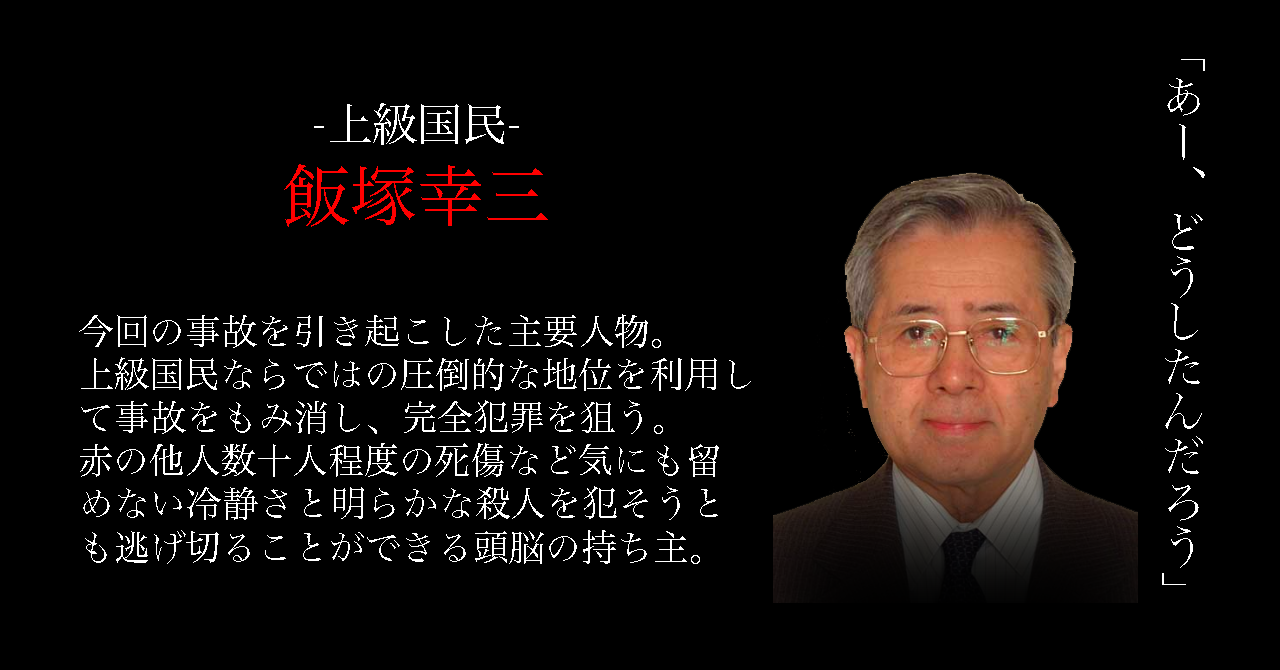 -上級国民-
飯塚幸三
今回の事故を引き起こした主要人物。
上級国民ならではの圧倒的な地位を利用し
て事故をもみ消し、完全犯罪を狙う。
赤の他人数十人程度の死傷など気にも留
めない冷静さと明らかな殺人を犯そうと
も逃げ切ることができる頭脳の持ち主。
「あー、どうしたんだろう」